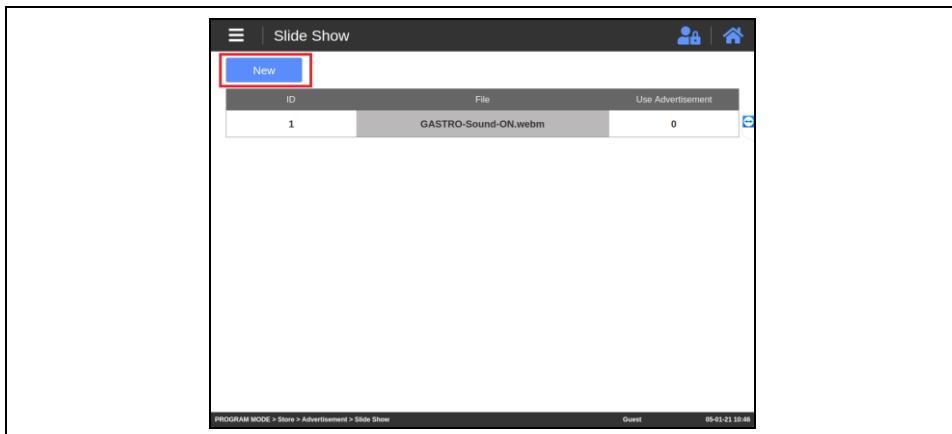 Slide Show
New
ID File Use Advertisement
1 GASTRO-Sound-ON.webm 0
PROGRAM MODE > Store > Advertisement > Slide Show Guest 05-01-21 10:46